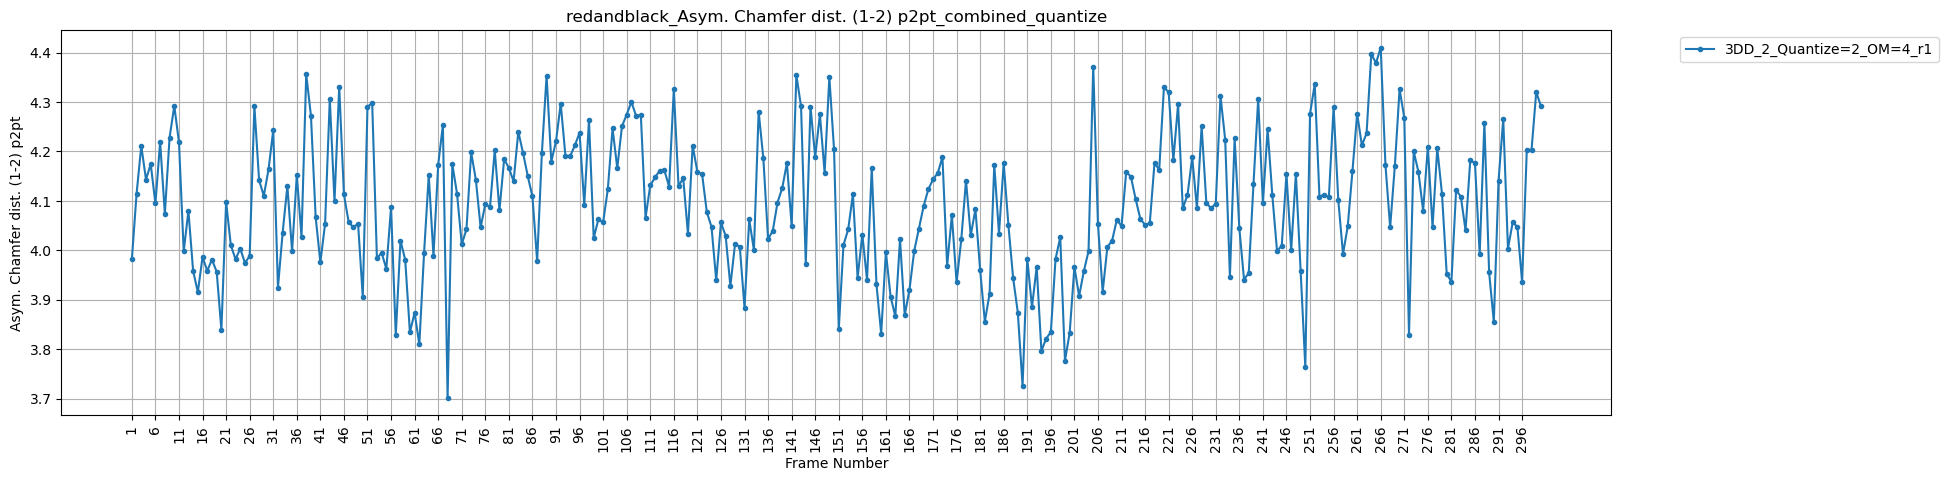 redandblack_Asym. Chamfer dist. (1-2) p2pt_combined_quantize
3DD_2_Quantize=2_OM=4_r1
Asym. Chamfer dist. (1-2) p2pt
4.4
4.3
4.2
4.1
4.0
3.9
3.8
3.7
1 6 11 16 21 26 31 36 41 46 51 56 61 66 71 76 81 86 91 96 101 106 111 116 121 126 131 136 141 146 151 156 161 166 171 176 181 186 191 196 201 206 211 216 221 226 231 236 241 246 251 256 261 266 271 276 281 286 291 296
Frame Number